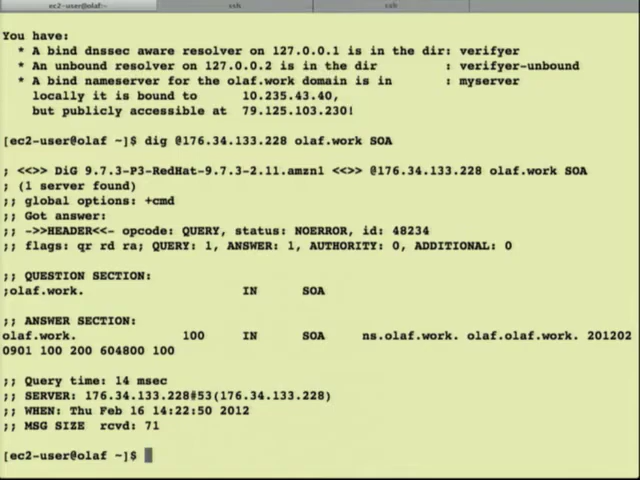 ec2-user@olaf:~ ssh ssh
You have:
* A bind dnssec aware resolver on 127.0.0.1 is in the dir: verifyer
* An unbound resolver on 127.0.0.2 is in the dir : verifyer-unbound
* A bind nameserver for the olaf.work domain is in : myserver
locally it is bound to 10.235.43.40,
but publicly accessible at 79.125.103.230!
[ec2-user@olaf ~]$ dig @176.34.133.228 olaf.work SOA
; <<>> DiG 9.7.3-P3-RedHat-9.7.3-2.11.amzn1 <<>> @176.34.133.228 olaf.work SOA
; (1 server found)
;; global options: +cmd
;; Got answer:
;; ->>HEADER<<- opcode: QUERY, status: NOERROR, id: 48234
;; flags: qr rd ra; QUERY: 1, ANSWER: 1, AUTHORITY: 0, ADDITIONAL: 0
;; QUESTION SECTION:
;olaf.work. IN SOA
;; ANSWER SECTION:
olaf.work. 100 IN SOA ns.olaf.work. olaf.olaf.work. 201202
0901 100 200 604800 100
;; Query time: 14 msec
;; SERVER: 176.34.133.228#53(176.34.133.228)
;; WHEN: Thu Feb 16 14:22:50 2012
;; MSG SIZE rcvd: 71
[ec2-user@olaf ~]$